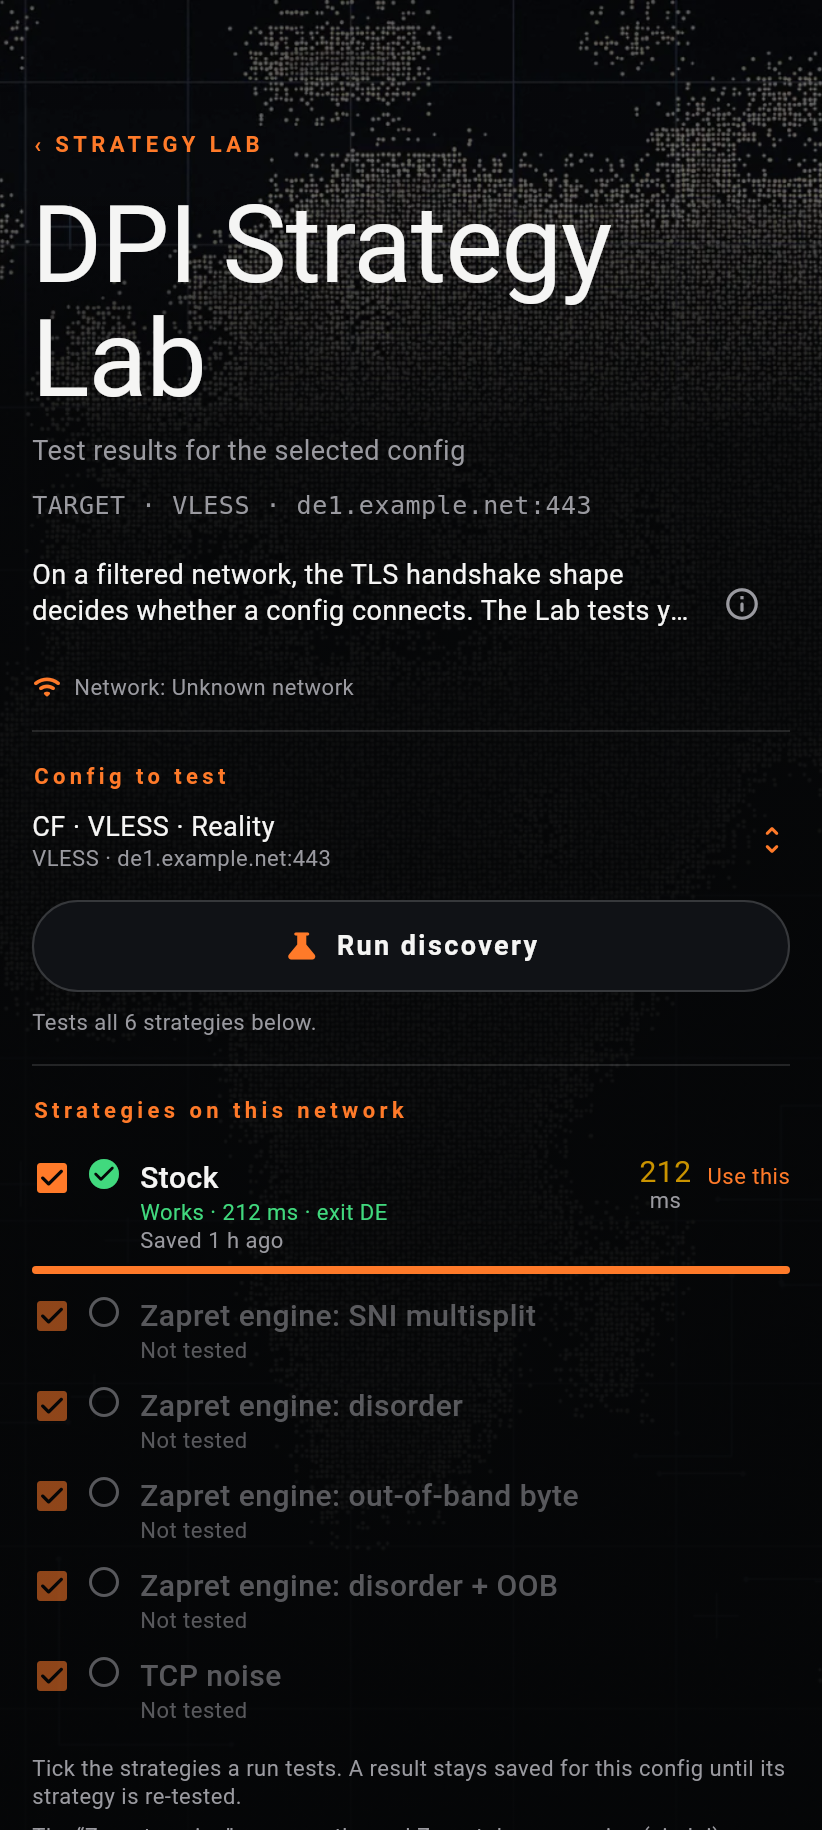 ‹ STRATEGY LAB
DPI Strategy
Lab
Test results for the selected config
TARGET · VLESS · de1.example.net:443
On a filtered network, the TLS handshake shape
decides whether a config connects. The Lab tests y…
Network: Unknown network
Config to test
CF · VLESS · Reality
VLESS · de1.example.net:443
Run discovery
Tests all 6 strategies below.
Strategies on this network
Stock
212
ms
Use this
Works · 212 ms · exit DE
Saved 1 h ago
Zapret engine: SNI multisplit
Not tested
Zapret engine: disorder
Not tested
Zapret engine: out-of-band byte
Not tested
Zapret engine: disorder + OOB
Not tested
TCP noise
Not tested
Tick the strategies a run tests. A result stays saved for this config until its
strategy is re-tested.